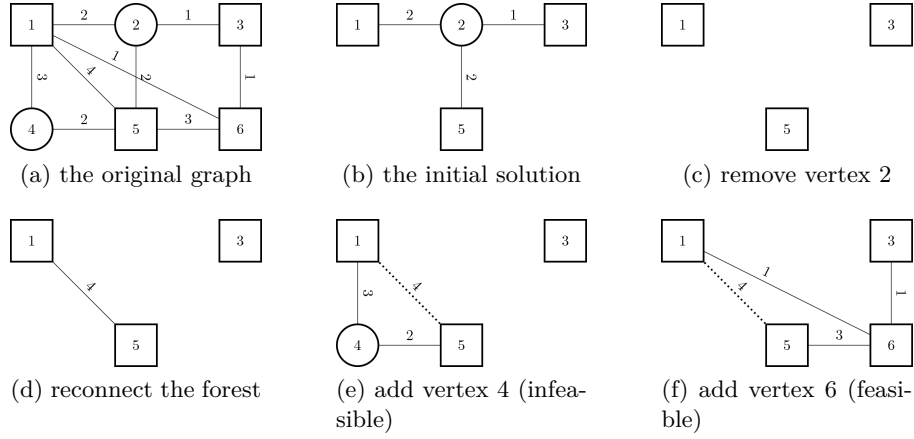 1 2 2 1 3
3 4 1 2 1
4 2 5 3 6
(a) the original graph
1 2 2 1 3
2
5
(b) the initial solution
1 3
5
(c) remove vertex 2
1 3
4
5
(d) reconnect the forest
1 3
3 4
4 2 5
(e) add vertex 4 (infea-
sible)
1 3
1
4 1
5 3 6
(f) add vertex 6 (feasi-
ble)